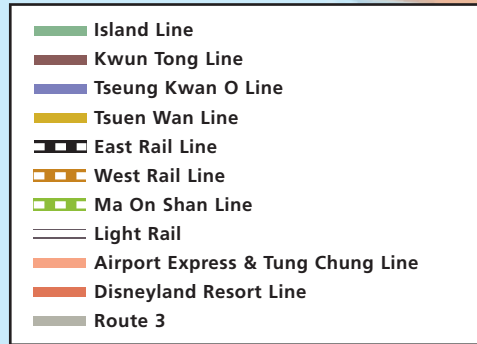 Island Line
Kwun Tong Line
Tseung Kwan O Line
Tsuen Wan Line
East Rail Line
West Rail Line
Ma On Shan Line
Light Rail
Airport Express & Tung Chung Line
Disneyland Resort Line
Route 3